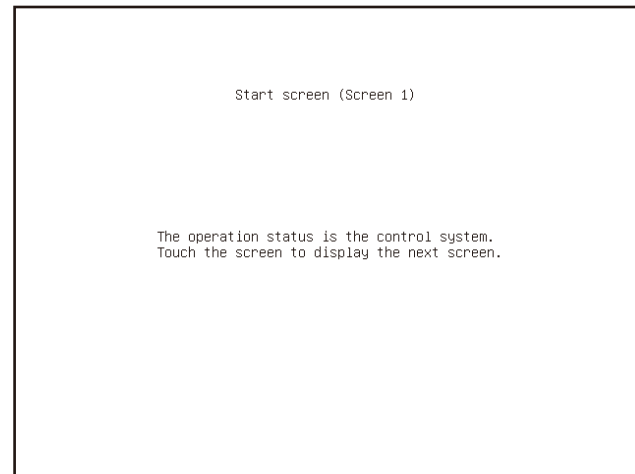 Start screen (Screen 1)
The operation status is the control system.
Touch the screen to display the next screen.